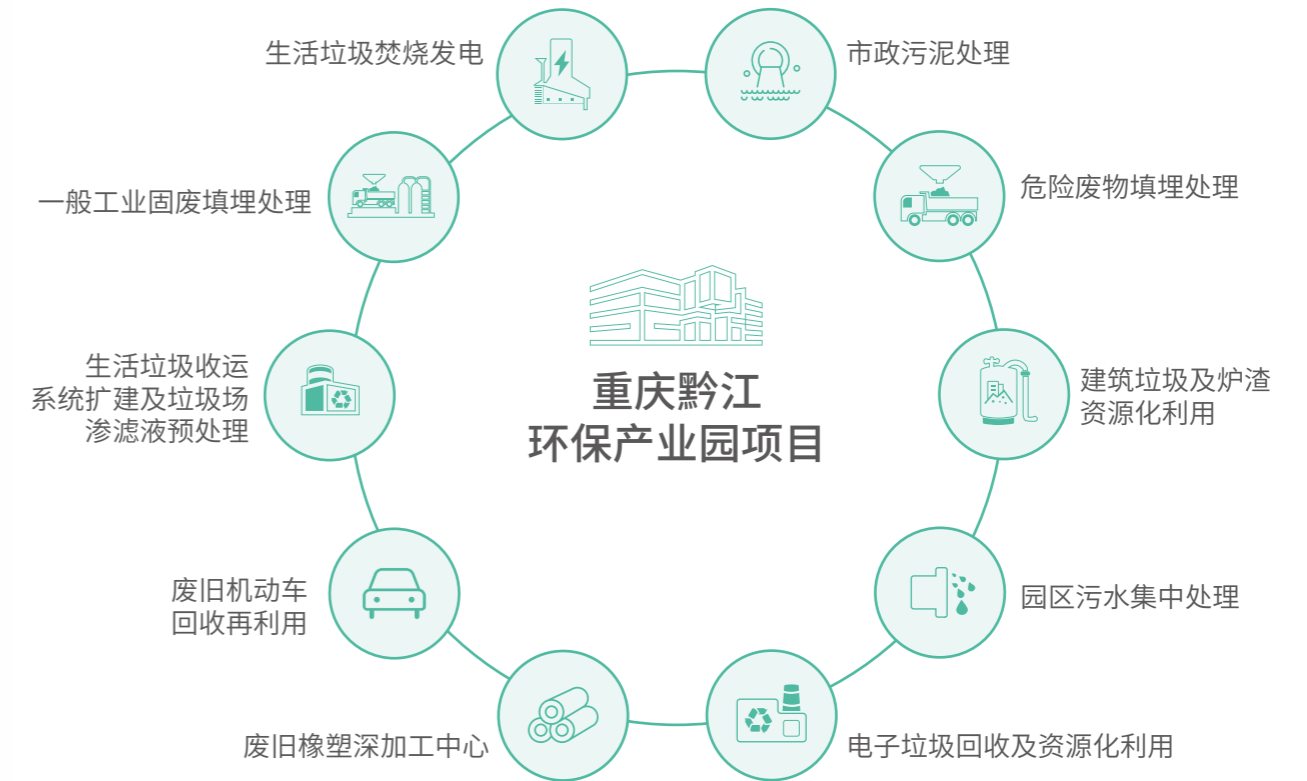 生活垃圾焚烧发电
市政污泥处理
一般工业固废填埋处理
危险废物填埋处理
生活垃圾收运
系统扩建及垃圾场
渗滤液预处理
重庆黔江
环保产业园项目
建筑垃圾及炉渣
资源化利用
废旧机动车
回收再利用
园区污水集中处理
废旧橡塑深加工中心
电子垃圾回收及资源化利用